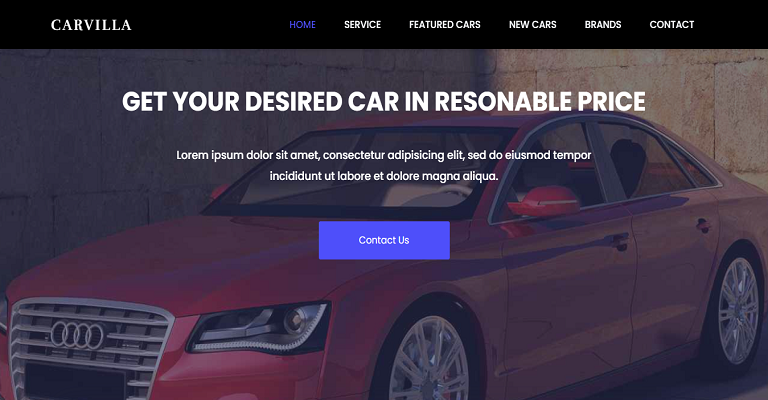 CARVILLA
HOME SERVICE FEATURED CARS NEW CARS BRANDS CONTACT
GET YOUR DESIRED CAR IN RESONABLE PRICE
Lorem ipsum dolor sit amet, consectetur adipisicing elit, sed do eiusmod tempor
incididunt ut labore et dolore magna aliqua.
Contact Us